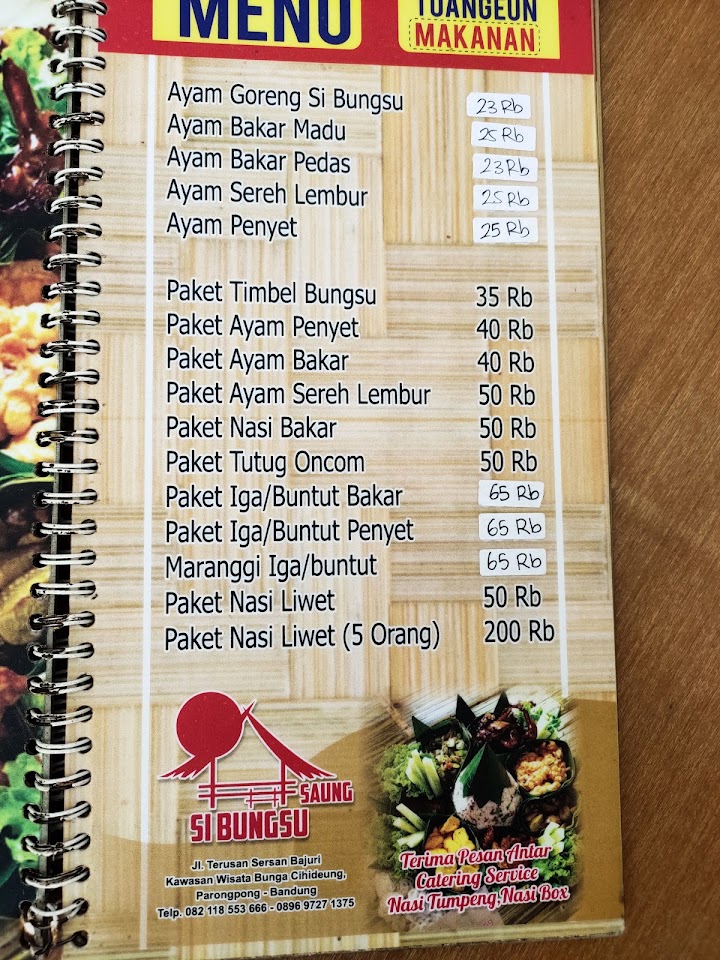 MENU
TUANGEUN
MAKANAN
Ayam Goreng Si Bungsu 23 Rb
Ayam Bakar Madu 25 Rb
Ayam Bakar Pedas 23 Rb
Ayam Sereh Lembur 25 Rb
Ayam Penyet 25 Rb
Paket Timbel Bungsu 35 Rb
Paket Ayam Penyet 40 Rb
Paket Ayam Bakar 40 Rb
Paket Ayam Sereh Lembur 50 Rb
Paket Nasi Bakar 50 Rb
Paket Tutug Oncom 50 Rb
Paket Iga/Buntut Bakar 65 Rb
Paket Iga/Buntut Penyet 65 Rb
Maranggi Iga/buntut 65 Rb
Paket Nasi Liwet 50 Rb
Paket Nasi Liwet (5 Orang) 200 Rb
SAUNG
SI BUNGSU
Jl. Terusan Sersan Bajuri
Kawasan Wisata Bunga Cihideung,
Parongpong - Bandung
Telp. 082 118 553 666 - 0896 9727 1375
Terima Pesan Antar
Catering Service
Nasi Tumpeng,Nasi Box